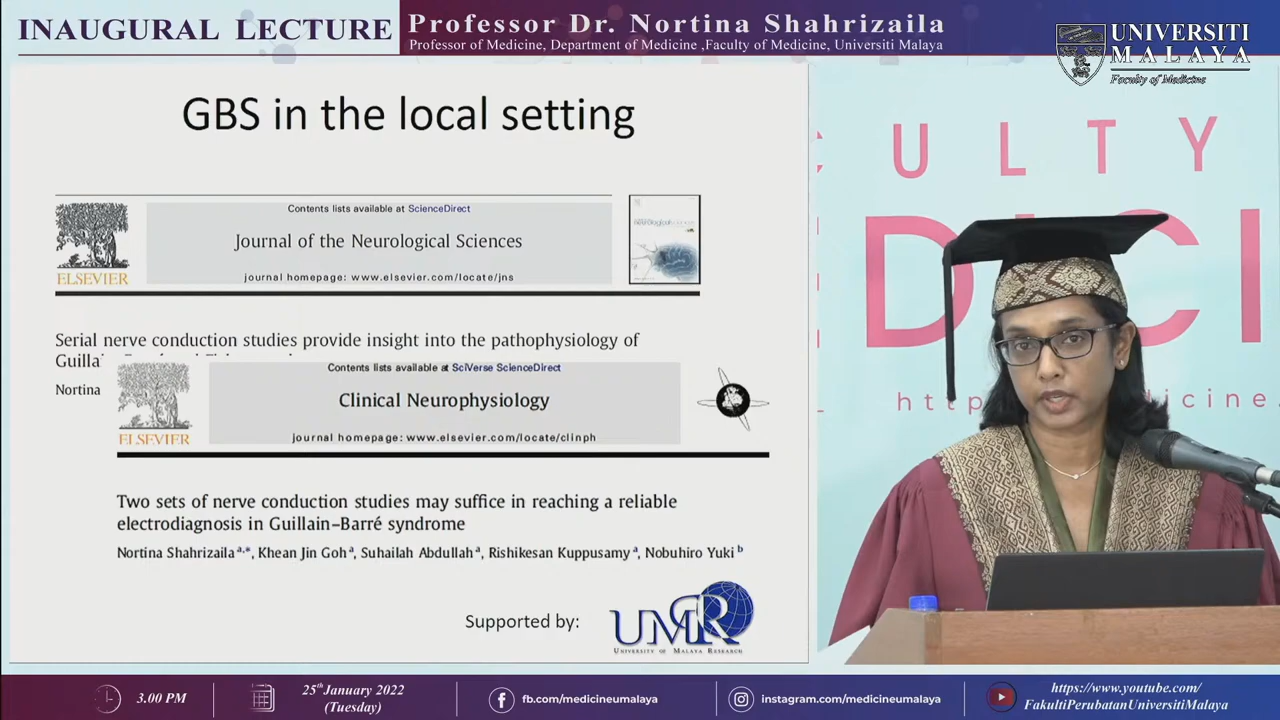 INAUGURAL LECTURE
Professor Dr. Nortina Shahrizaila
Professor of Medicine, Department of Medicine ,Faculty of Medicine, Universiti Malaya
UNIVERSITI
MALAYA
Faculty of Medicine
GBS in the local setting
Contents lists available at ScienceDirect
Journal of the Neurological Sciences
journal homepage: www.elsevier.com/locate/jns
ELSEVIER
Serial nerve conduction studies provide insight into the pathophysiology of
Guilla
Nortina
Contents lists available at SciVerse ScienceDirect
Clinical Neurophysiology
journal homepage: www.elsevier.com/locate/clinph
ELSEVIER
Two sets of nerve conduction studies may suffice in reaching a reliable
electrodiagnosis in Guillain–Barré syndrome
Nortina Shahrizaila a,*, Khean Jin Goh a, Suhailah Abdullah a, Rishikesan Kuppusamy a, Nobuhiro Yuki b
Supported by:
UMR
UNIVERSITY OF MALAYA RESEARCH
ULTY
DICI
http
edicine.
3.00 PM
25th January 2022
(Tuesday)
fb.com/medicineumalaya
instagram.com/medicineumalaya
https://www.youtube.com/
FakultiPerubatanUniversitiMalaya